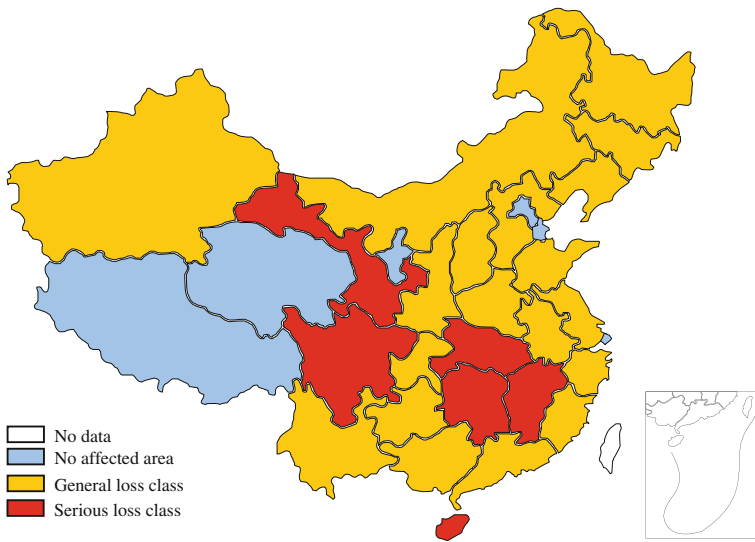 No data
No affected area
General loss class
Serious loss class